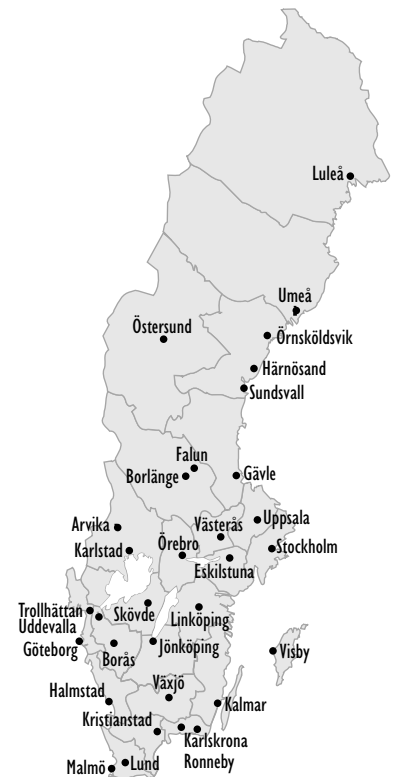 Luleå
Umeå
Östersund
Örnsköldsvik
Härnösand
Sundsvall
Falun
Borlänge
Gävle
Arvika
Västerås
Uppsala
Karlstad
Örebro
Stockholm
Eskilstuna
Trollhättan
Skövde
Linköping
Uddevalla
Göteborg
Borås
Jönköping
Visby
Växjö
Halmstad
Kalmar
Kristianstad
Karlskrona
Ronneby
Malmö
Lund